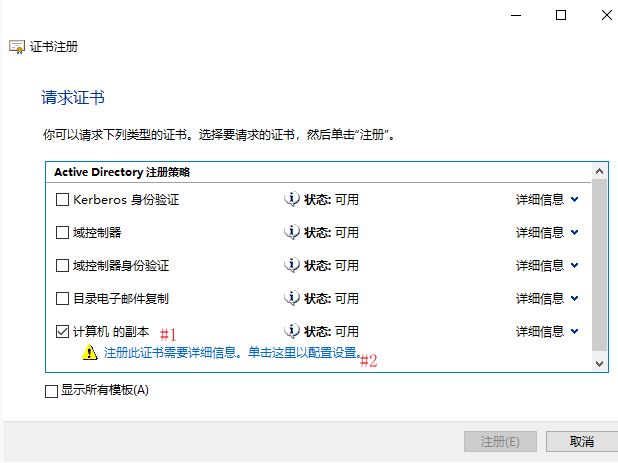 证书注册
请求证书
你可以请求下列类型的证书。选择要请求的证书，然后单击“注册”。
Active Directory 注册策略
Kerberos 身份验证 状态: 可用 详细信息
域控制器 状态: 可用 详细信息
域控制器身份验证 状态: 可用 详细信息
目录电子邮件复制 状态: 可用 详细信息
计算机 的副本 #1 状态: 可用 详细信息
注册此证书需要详细信息。单击这里以配置设置。 #2
显示所有模板(A)
注册(E) 取消